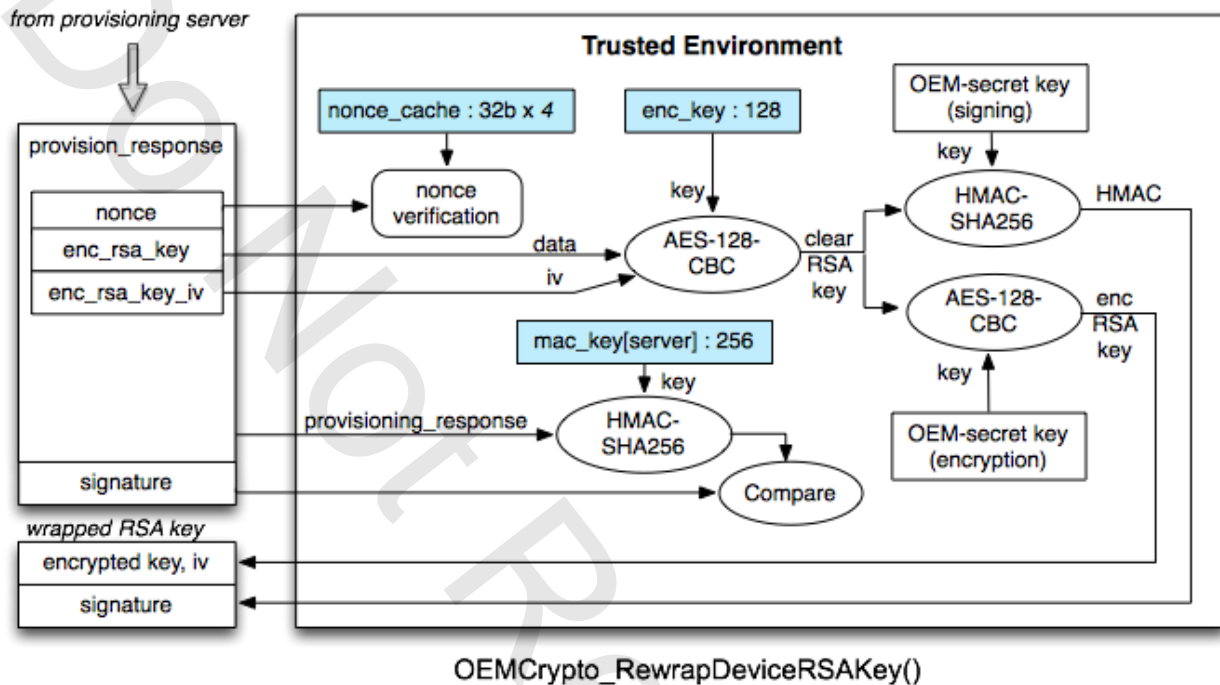 from provisioning server
Trusted Environment
nonce_cache : 32b x 4
enc_key : 128
OEM-secret key
(signing)
provision_response
key
nonce
nonce
verification
key
HMAC-
SHA256
HMAC
enc_rsa_key
data
AES-128-
CBC
clear
RSA
key
enc_rsa_key_iv
iv
AES-128-
CBC
enc
RSA
key
mac_key[server] : 256
key
key
provisioning_response
HMAC-
SHA256
OEM-secret key
(encryption)
signature
Compare
wrapped RSA key
encrypted key, iv
signature
OEMCrypto_RewrapDeviceRSAKey()
Do Not R